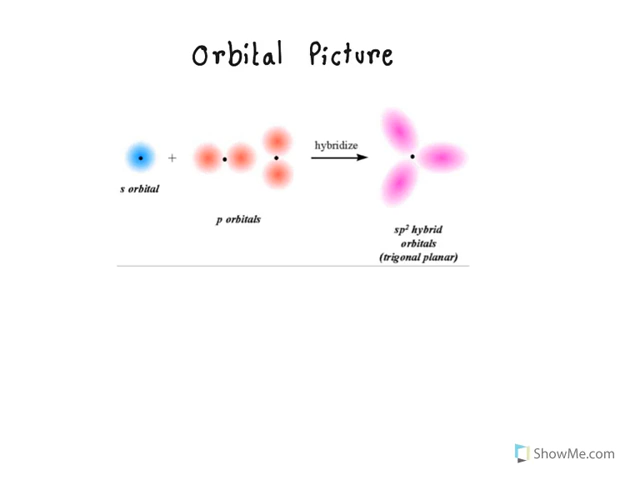 Orbital Picture
+
hybridize
s orbital
p orbitals
sp² hybrid
orbitals
(trigonal planar)
ShowMe.com